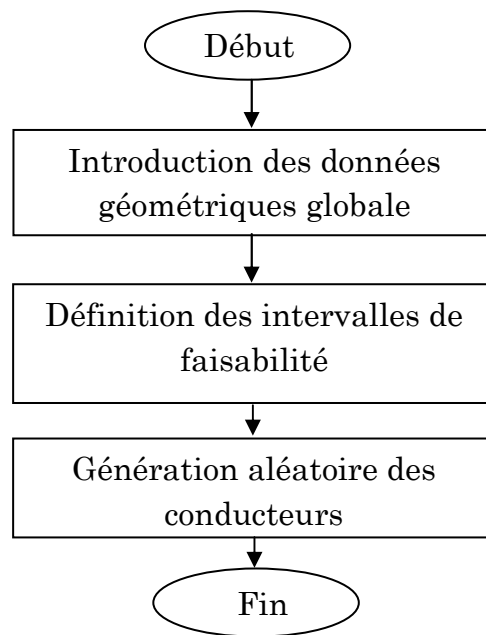 Début
Introduction des données
géométriques globale
Définition des intervalles de
faisabilité
Génération aléatoire des
conducteurs
Fin